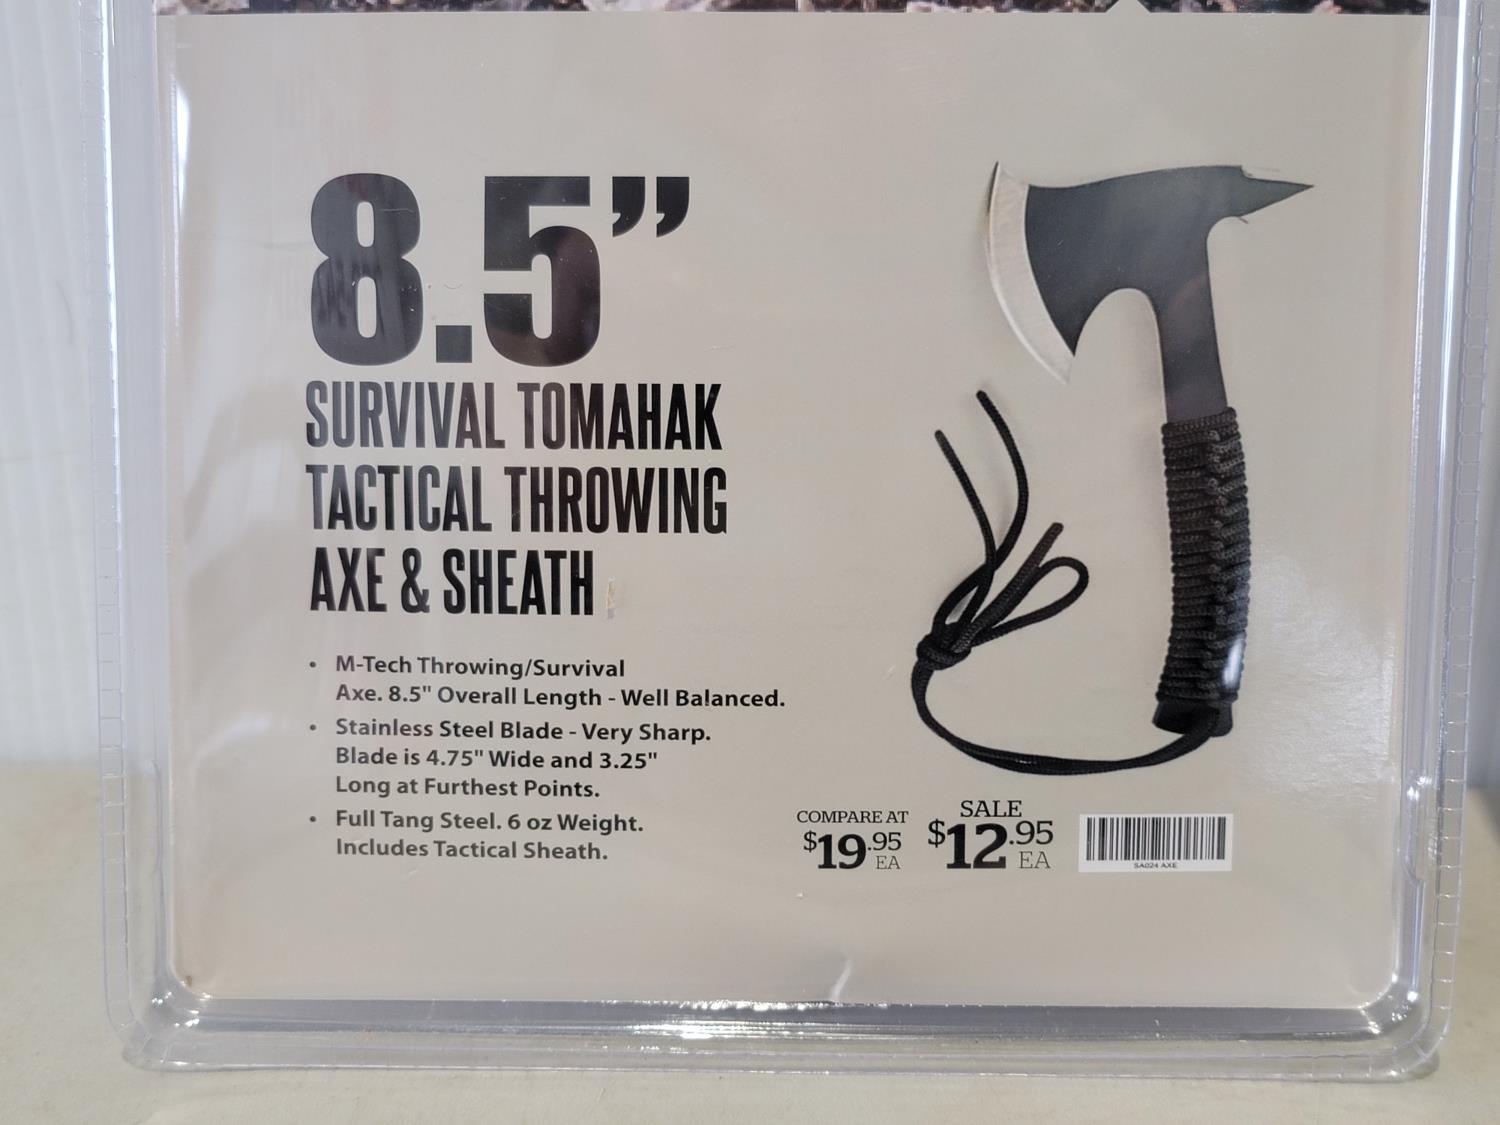 8.5”
SURVIVAL TOMAHAK
TACTICAL THROWING
AXE & SHEATH
• M-Tech Throwing/Survival
Axe. 8.5" Overall Length - Well Balanced.
• Stainless Steel Blade - Very Sharp.
Blade is 4.75" Wide and 3.25"
Long at Furthest Points.
• Full Tang Steel. 6 oz Weight.
Includes Tactical Sheath.
COMPARE AT
$19.95
EA
SALE
$12.95
EA
SA024 AXE